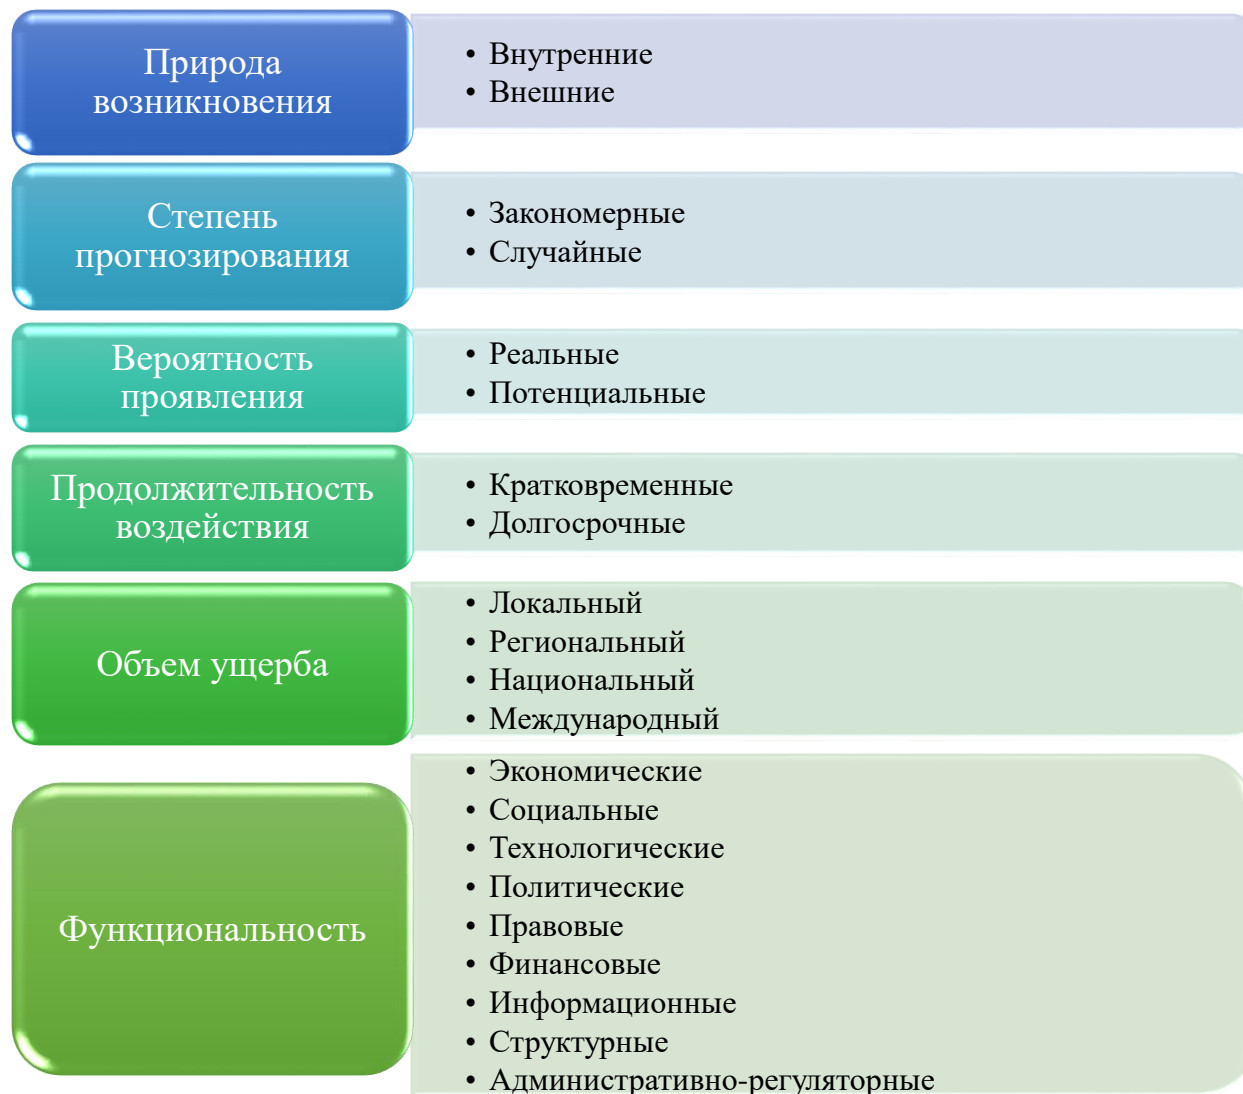 Природа
возникновения
• Внутренние
• Внешние
Степень
прогнозирования
• Закономерные
• Случайные
Вероятность
проявления
• Реальные
• Потенциальные
Продолжительность
воздействия
• Кратковременные
• Долгосрочные
Объем ущерба
• Локальный
• Региональный
• Национальный
• Международный
Функциональность
• Экономические
• Социальные
• Технологические
• Политические
• Правовые
• Финансовые
• Информационные
• Структурные
• Административно-регуляторные